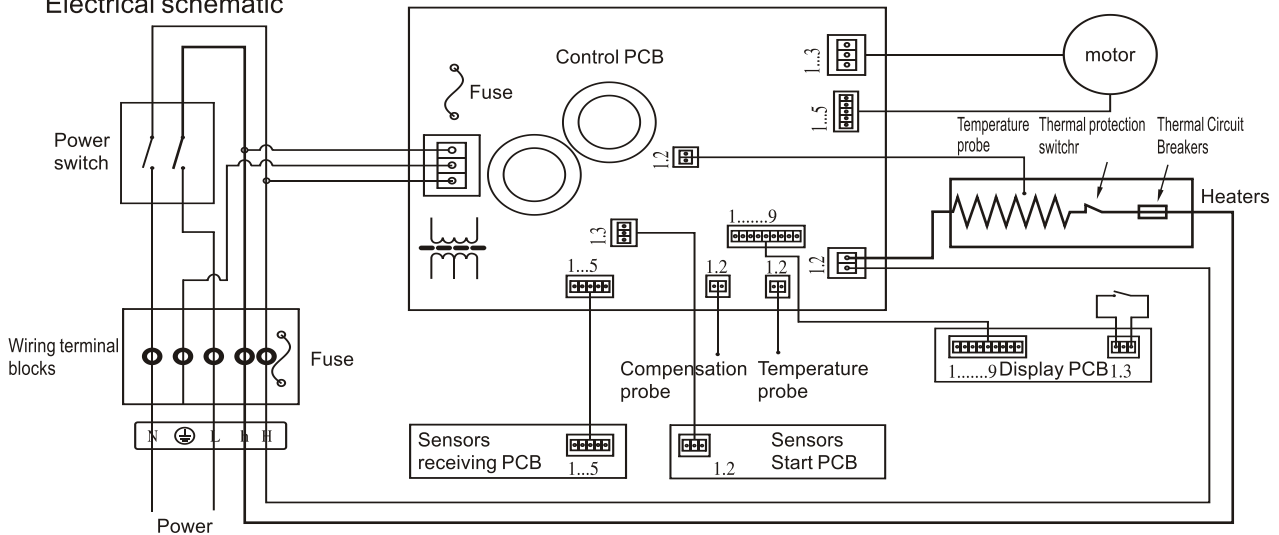 Electrical schematic
Control PCB
Fuse
1...3
motor
1...5
Power
switch
1.2
Temperature
probe
Thermal protection
switchr
Thermal Circuit
Breakers
Heaters
1.3
1.......9
1...5
1.2
1.2
1.2
Wiring terminal
blocks
Fuse
Compensation
probe
Temperature
probe
1.......9
Display PCB
1.3
N
L
h
H
Sensors
receiving PCB
1...5
1.2
Sensors
Start PCB
Power